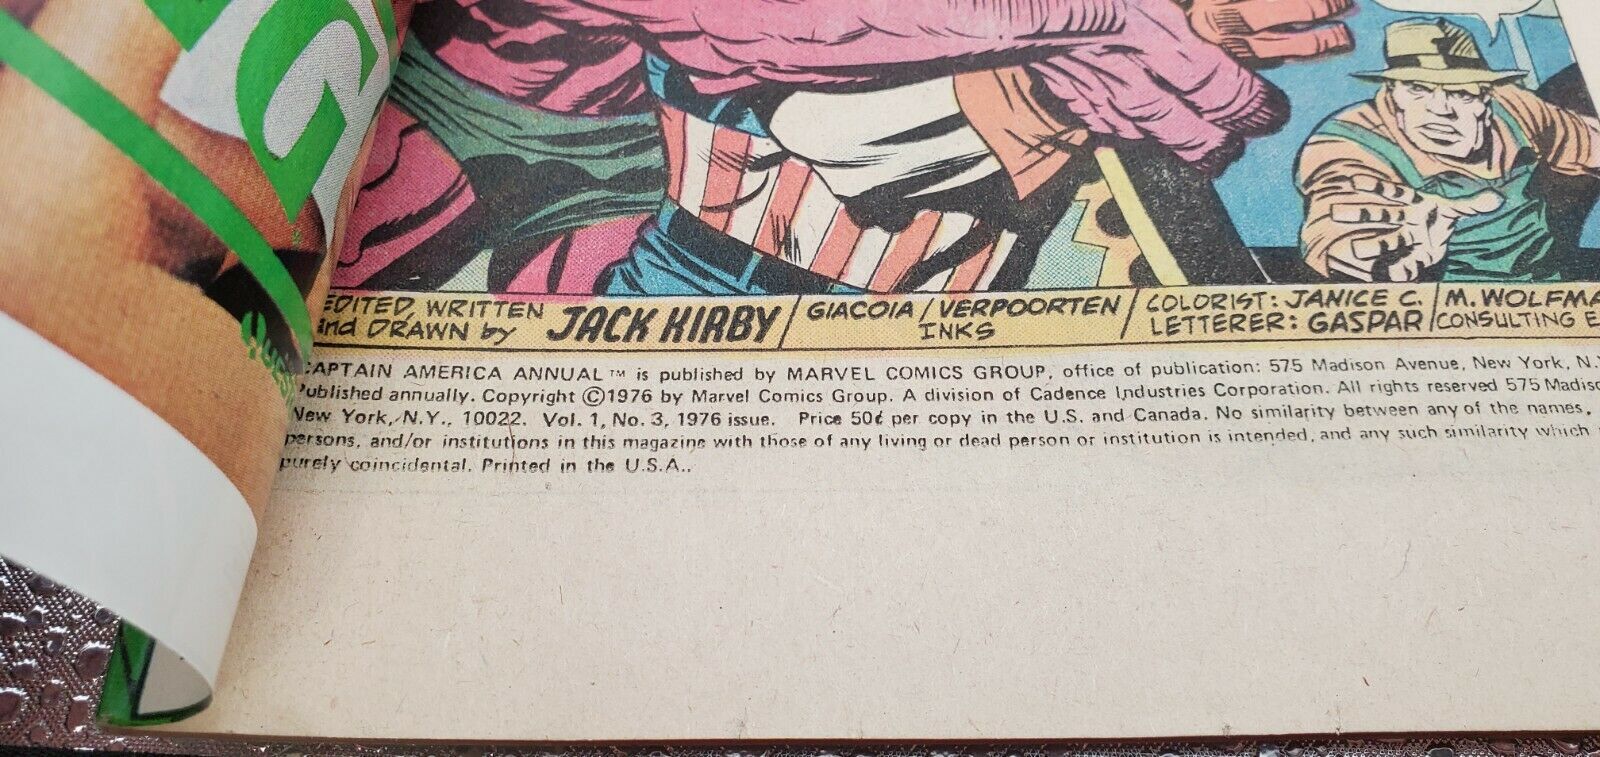 G
EDITED, WRITTEN
and DRAWN by JACK KIRBY
GIACOIA / VERPOORTEN
INKS
COLORIST: JANICE C.
LETTERER: GASPAR
M. WOLFMA
CONSULTING E
CAPTAIN AMERICA ANNUAL™ is published by MARVEL COMICS GROUP, office of publication: 575 Madison Avenue, New York, N.Y
Published annually. Copyright ©1976 by Marvel Comics Group. A division of Cadence Industries Corporation. All rights reserved 575 Madiso
New York, N.Y., 10022. Vol. 1, No. 3, 1976 issue. Price 50¢ per copy in the U.S. and Canada. No similarity between any of the names,
persons, and/or institutions in this magazine with those of any living or dead person or institution is intended, and any such similarity which
purely coincidental. Printed in the U.S.A..